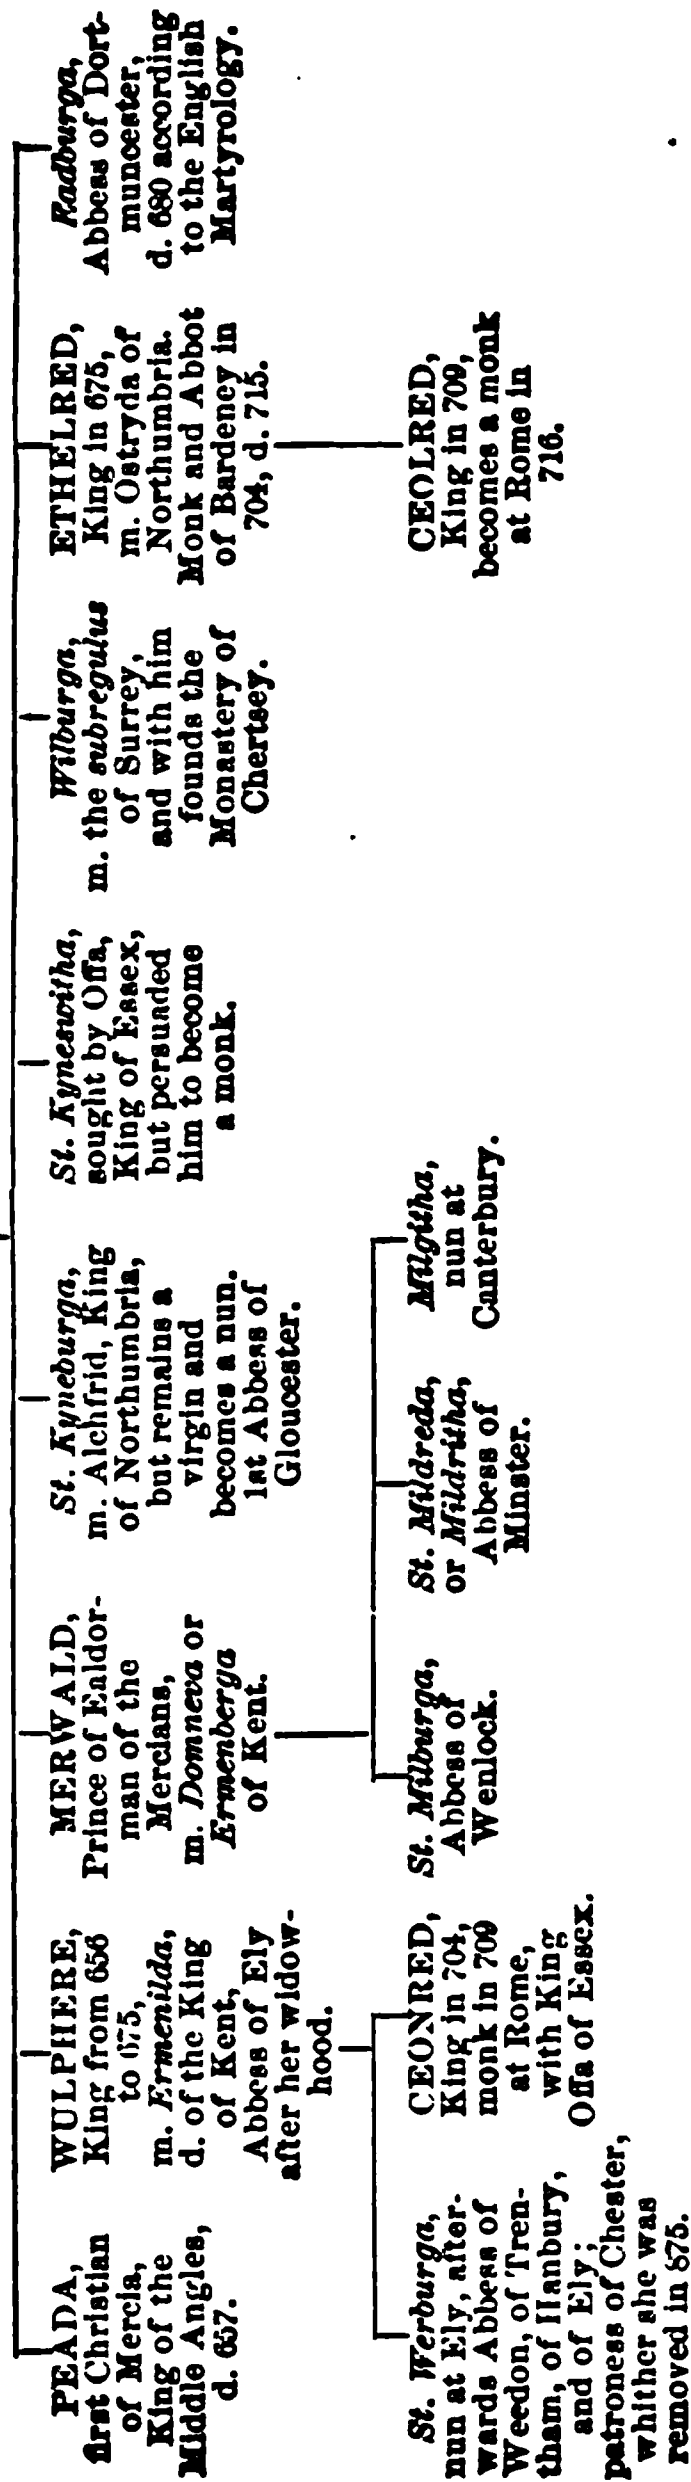 PEADA,
first Christian
of Mercia,
King of the
Middle Angles,
d. 657.
WULPHERE,
King from 656
to 675,
m. Ermenilda,
d. of the King
of Kent,
Abbess of Ely
after her widow-
hood.
MERWALD,
Prince of Ealdor-
man of the
Mercians,
m. Domneva or
Ermenberga
of Kent.
St. Kyneburga,
m. Alchfrid, King
of Northumbria,
but remains a
virgin and
becomes a nun.
1st Abbess of
Gloucester.
St. Kyneswitha,
sought by Offa,
King of Essex,
but persuaded
him to become
a monk.
Wilburga,
m. the subregulus
of Surrey,
and with him
founds the
Monastery of
Chertsey.
ETHELRED,
King in 675,
m. Ostryda of
Northumbria.
Monk and Abbot
of Bardeney in
704, d. 715.
Radburga,
Abbess of Dort-
muncester,
d. 680 according
to the English
Martyrology.
St. Werburga,
nun at Ely, after-
wards Abbess of
Weedon, of Tren-
tham, of Hanbury,
and of Ely;
patroness of Chester,
whither she was
removed in 875.
CEONRED,
King in 704,
monk in 709
at Rome,
with King
Offa of Essex.
St. Milburga,
Abbess of
Wenlock.
St. Mildreda,
or Mildritha,
Abbess of
Minster.
Milgitha,
nun at
Canterbury.
CEOLRED,
King in 709,
becomes a monk
at Rome in
716.